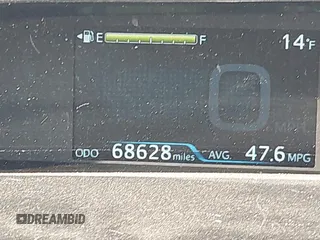 E F 14°F
ODO 68628 miles AVG. 47.6 MPG
DREAMBID